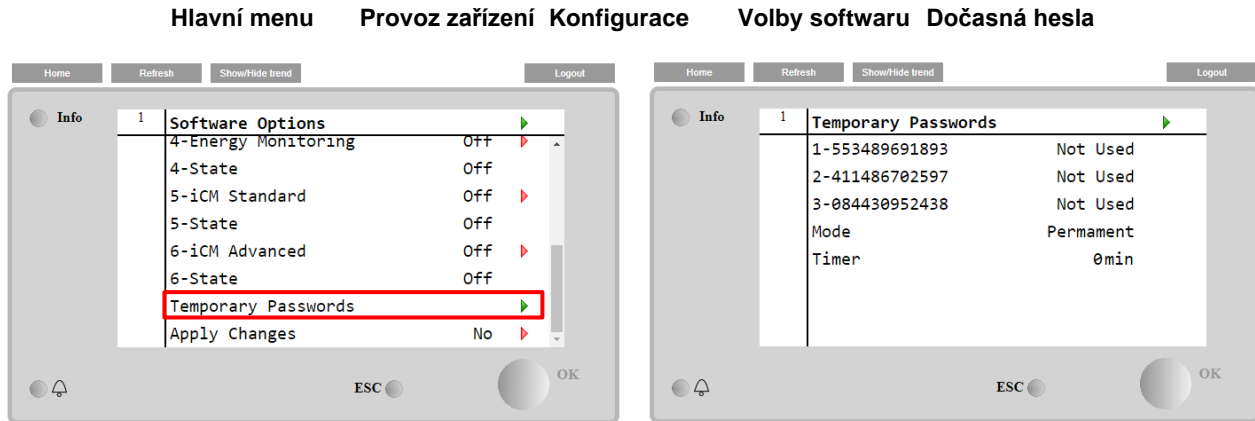 Hlavní menu Provoz zařízení Konfigurace Volby softwaru Dočasná hesla
Home Refresh Show/Hide trend Logout
Info
1 Software Options
4-Energy Monitoring Off
4-State Off
5-iCM Standard Off
5-State Off
6-iCM Advanced Off
6-State Off
Temporary Passwords
Apply Changes No
ESC OK
Home Refresh Show/Hide trend Logout
Info
1 Temporary Passwords
1-553489691893 Not Used
2-411486702597 Not Used
3-084430952438 Not Used
Mode Permament
Timer 0min
ESC OK